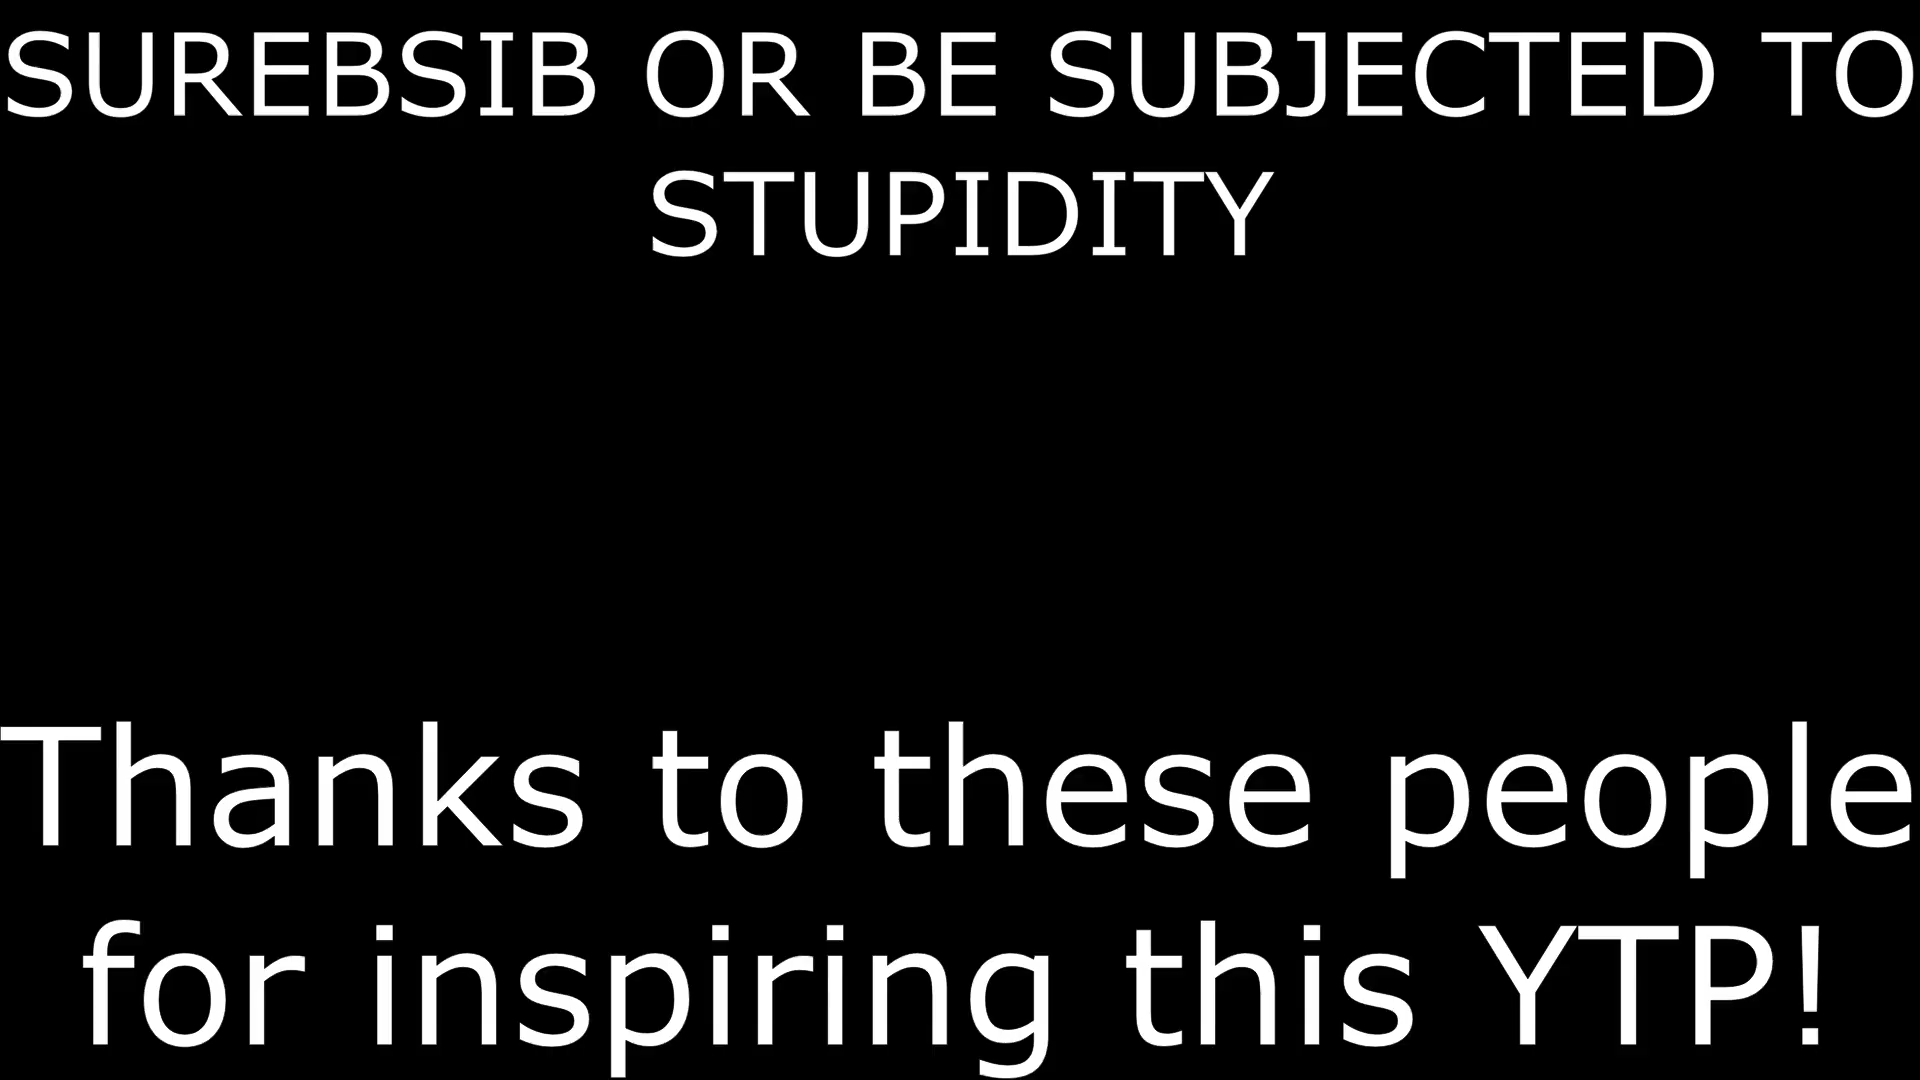 SUREBSIB OR BE SUBJECTED TO
STUPIDITY
Thanks to these people
for inspiring this YTP!